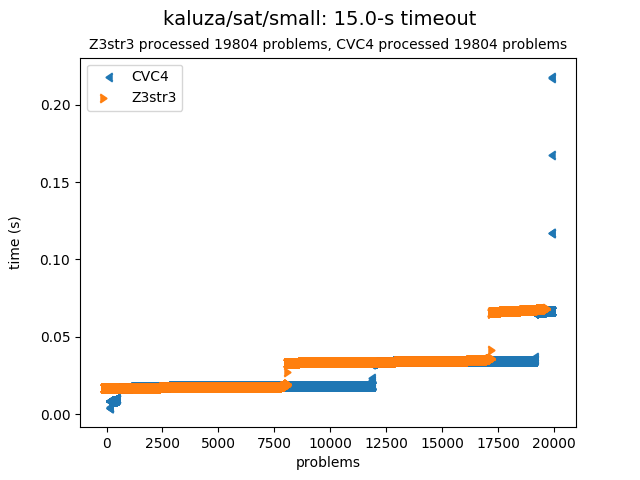 kaluza/sat/small: 15.0-s timeout
Z3str3 processed 19804 problems, CVC4 processed 19804 problems
CVC4
Z3str3
0.20
0.15
0.10
0.05
0.00
time (s)
0 2500 5000 7500 10000 12500 15000 17500 20000
problems